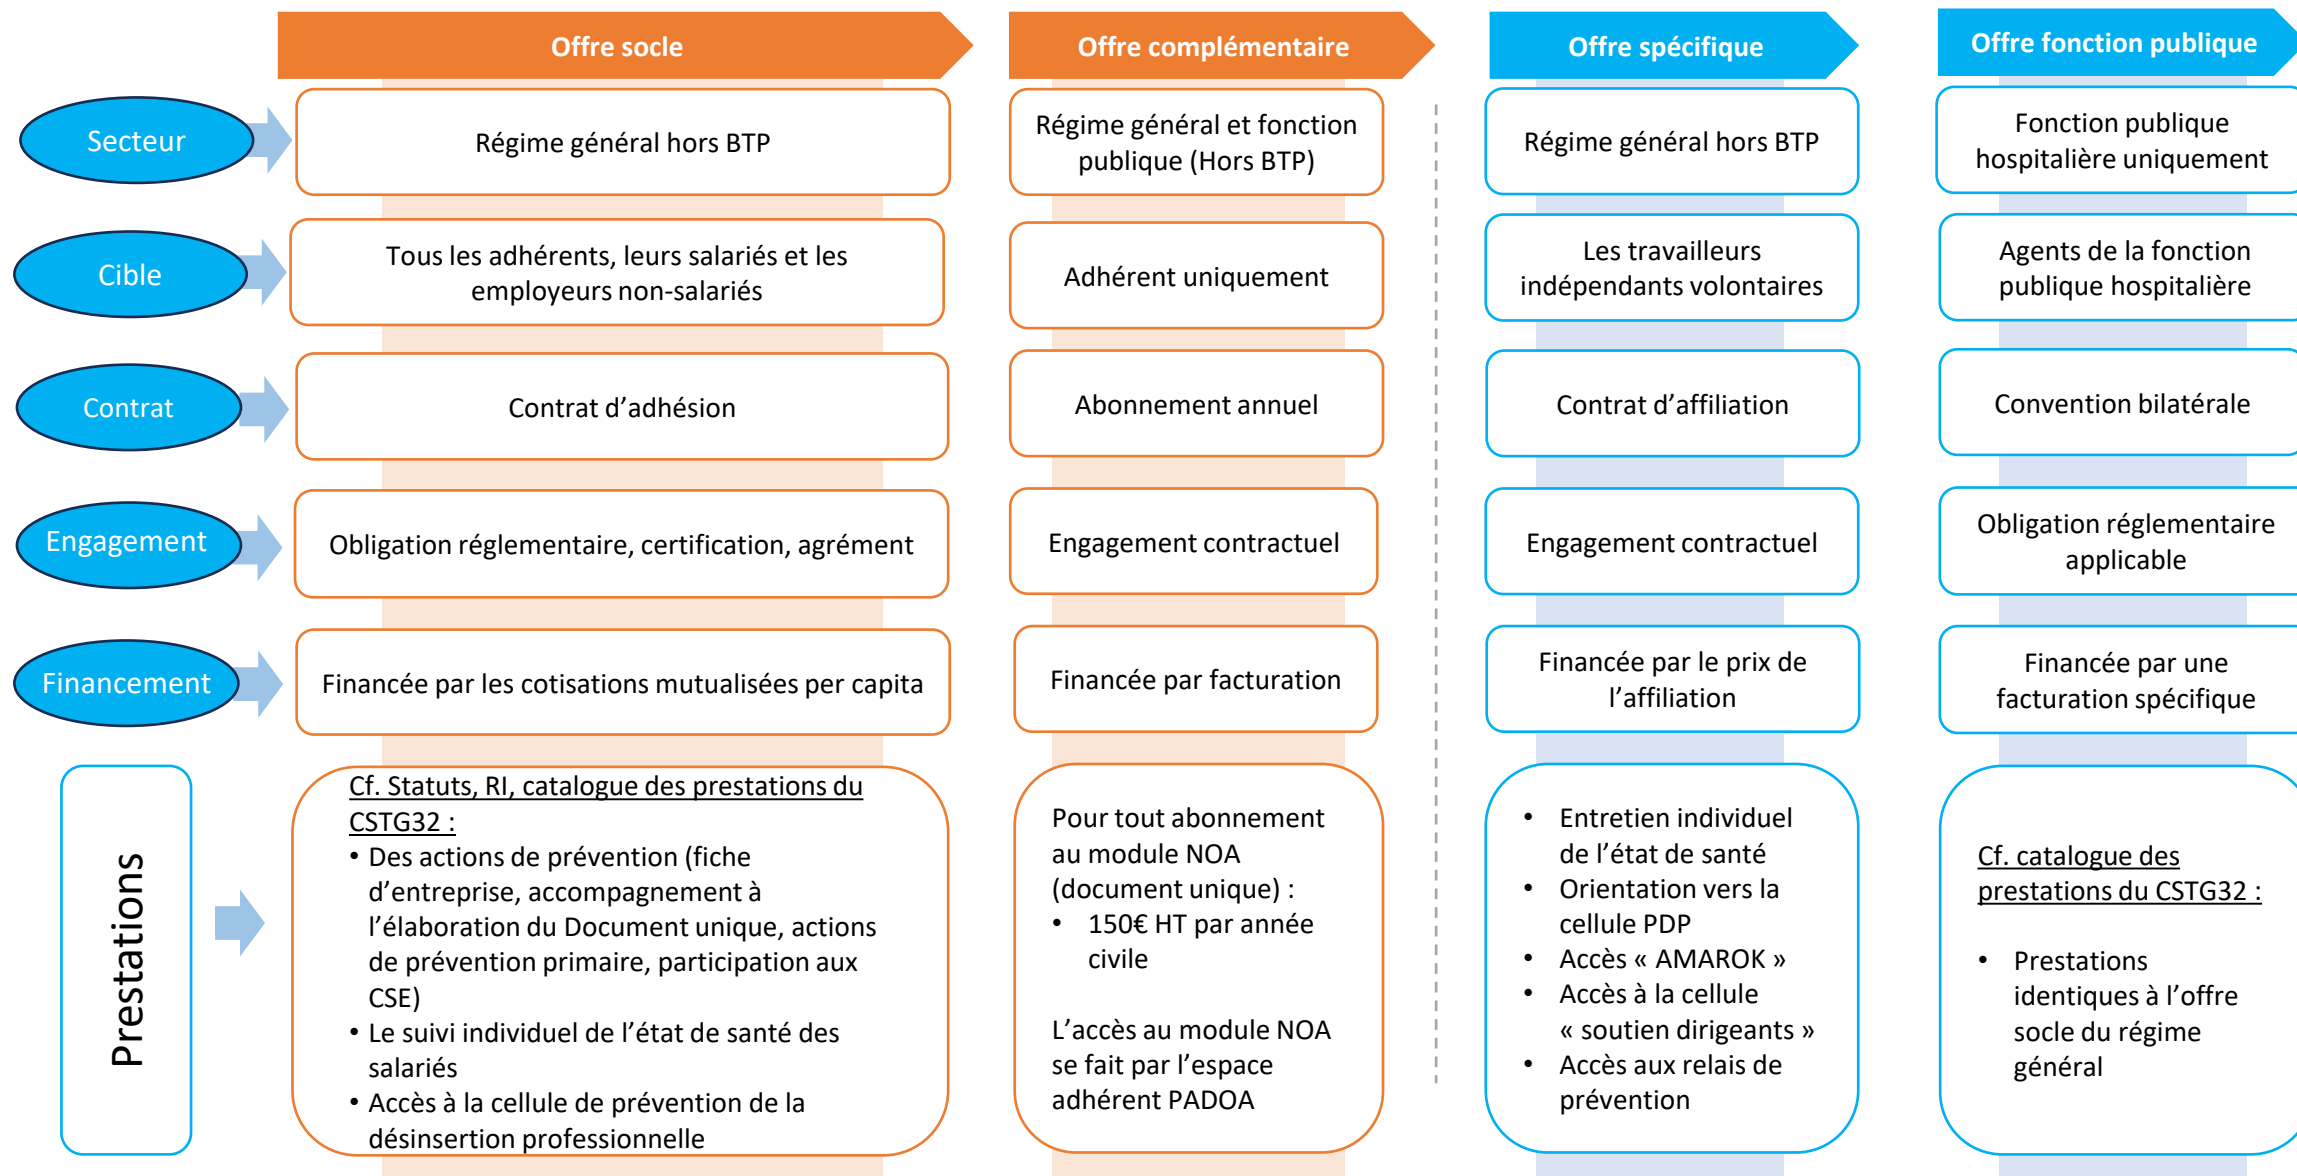 Offre socle
Offre complémentaire
Offre spécifique
Offre fonction publique
Secteur
Régime général hors BTP
Régime général et fonction
publique (Hors BTP)
Régime général hors BTP
Fonction publique
hospitalière uniquement
Cible
Tous les adhérents, leurs salariés et les
employeurs non-salariés
Adhérent uniquement
Les travailleurs
indépendants volontaires
Agents de la fonction
publique hospitalière
Contrat
Contrat d’adhésion
Abonnement annuel
Contrat d’affiliation
Convention bilatérale
Engagement
Obligation réglementaire, certification, agrément
Engagement contractuel
Engagement contractuel
Obligation réglementaire
applicable
Financement
Financée par les cotisations mutualisées per capita
Financée par facturation
Financée par le prix de
l’affiliation
Financée par une
facturation spécifique
Prestations
Cf. Statuts, RI, catalogue des prestations du
CSTG32 :
• Des actions de prévention (fiche
d’entreprise, accompagnement à
l’élaboration du Document unique, actions
de prévention primaire, participation aux
CSE)
• Le suivi individuel de l’état de santé des
salariés
• Accès à la cellule de prévention de la
désinsertion professionnelle
Pour tout abonnement
au module NOA
(document unique) :
• 150€ HT par année
civile
L’accès au module NOA
se fait par l’espace
adhérent PADOA
• Entretien individuel
de l’état de santé
• Orientation vers la
cellule PDP
• Accès « AMAROK »
• Accès à la cellule
« soutien dirigeants »
• Accès aux relais de
prévention
Cf. catalogue des
prestations du CSTG32 :
• Prestations
identiques à l’offre
socle du régime
général